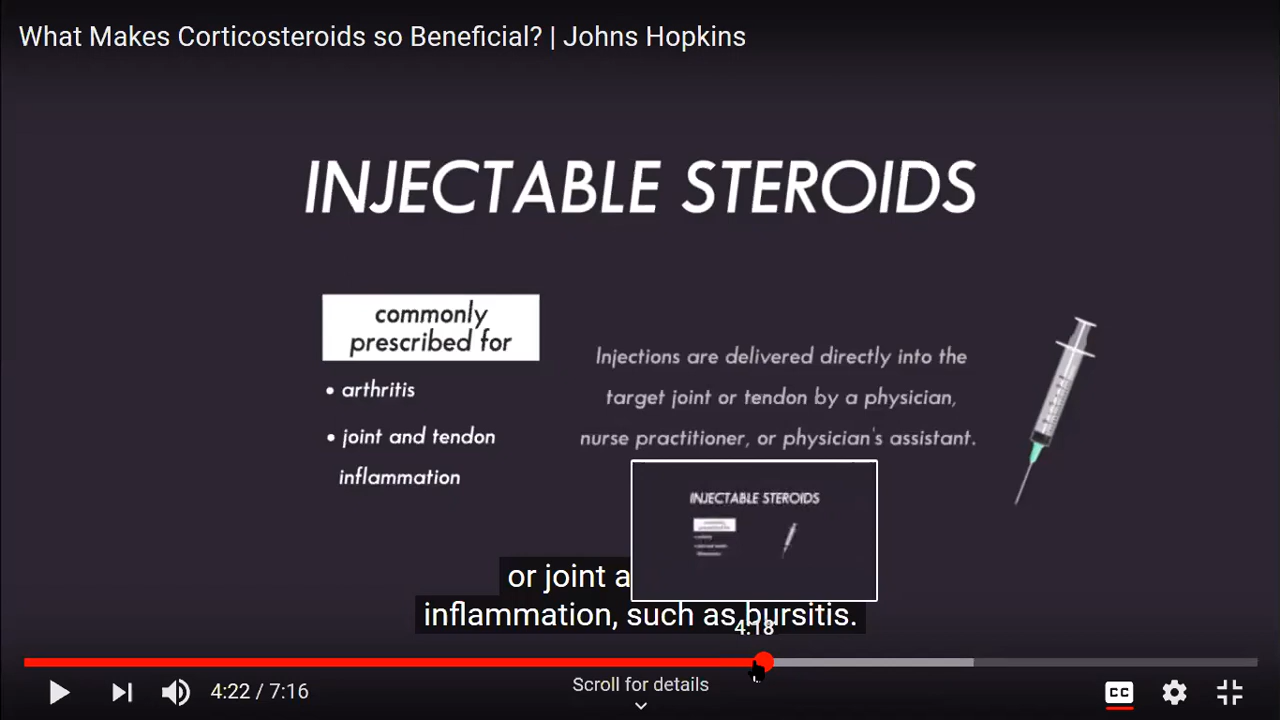 What Makes Corticosteroids so Beneficial? | Johns Hopkins
INJECTABLE STEROIDS
commonly
prescribed for
• arthritis
• joint and tendon
inflammation
Injections are delivered directly into the
target joint or tendon by a physician,
nurse practitioner, or physician's assistant.
INJECTABLE STEROIDS
or joint a
inflammation, such as bursitis.
4:18
4:22 / 7:16
Scroll for details
CC